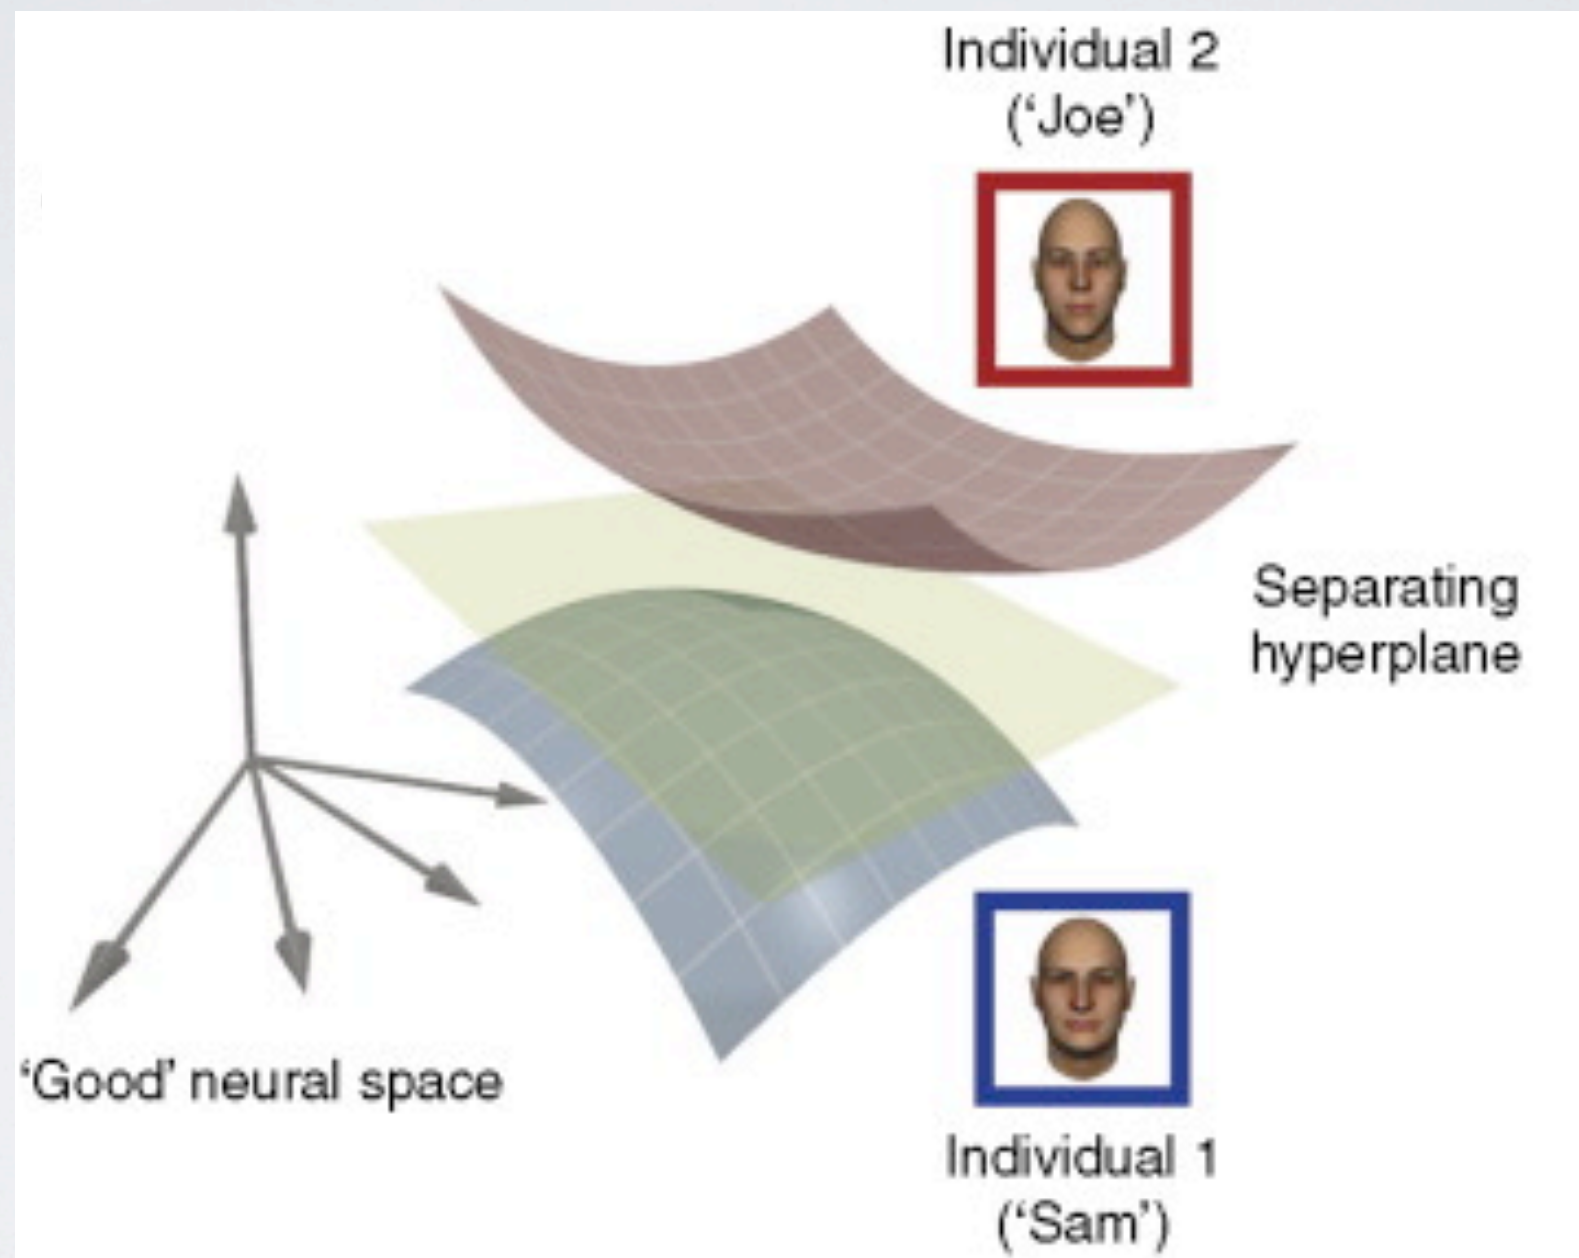 Individual 2
(‘Joe’)
Separating
hyperplane
‘Good’ neural space
Individual 1
(‘Sam’)